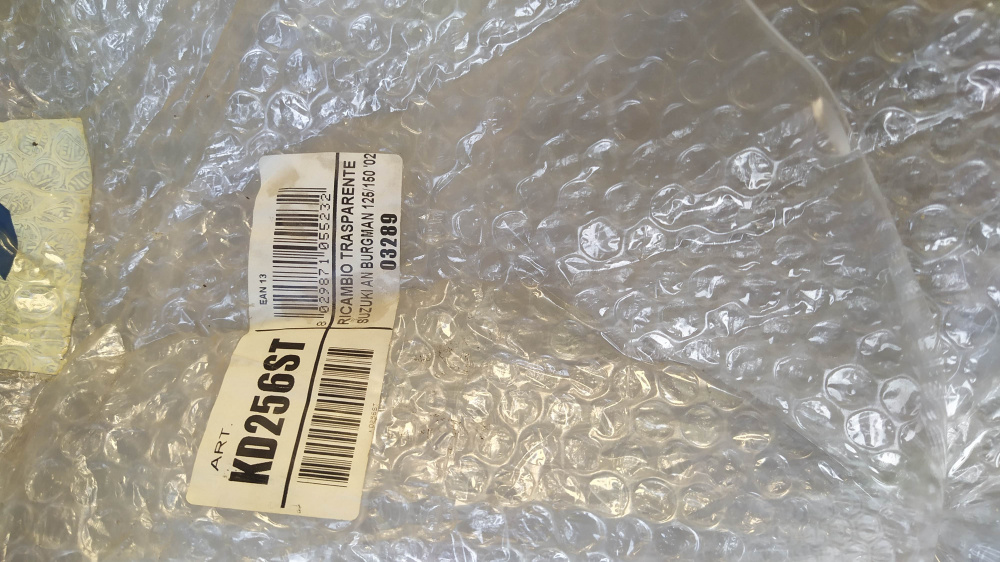 ART.
KD256ST
EAN 13
8 029871 055232
RICAMBIO TRASPARENTE
SUZUKI AN BURGMAN 125/150 '02
03289